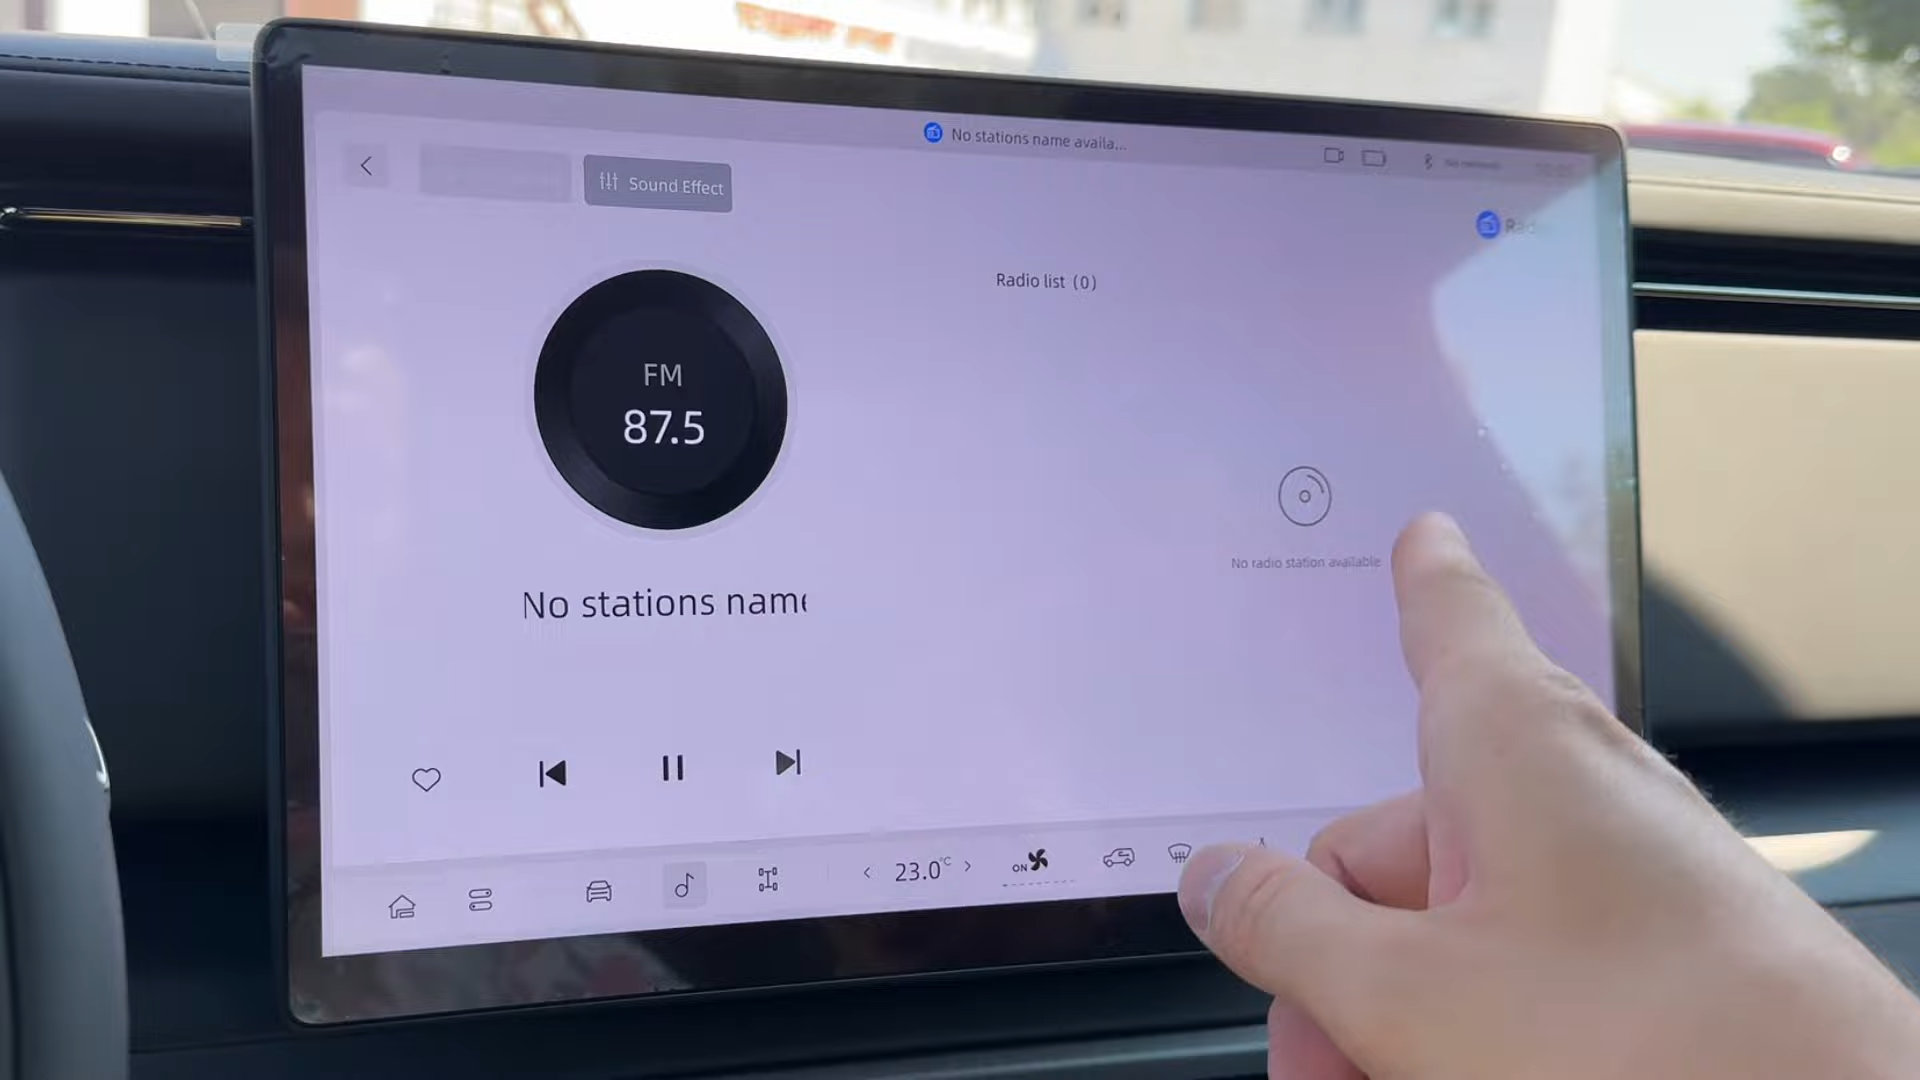 No stations name availa...
Sound Effect
Radio list (0)
FM
87.5
No radio station available
No stations name
23.0°C
ON